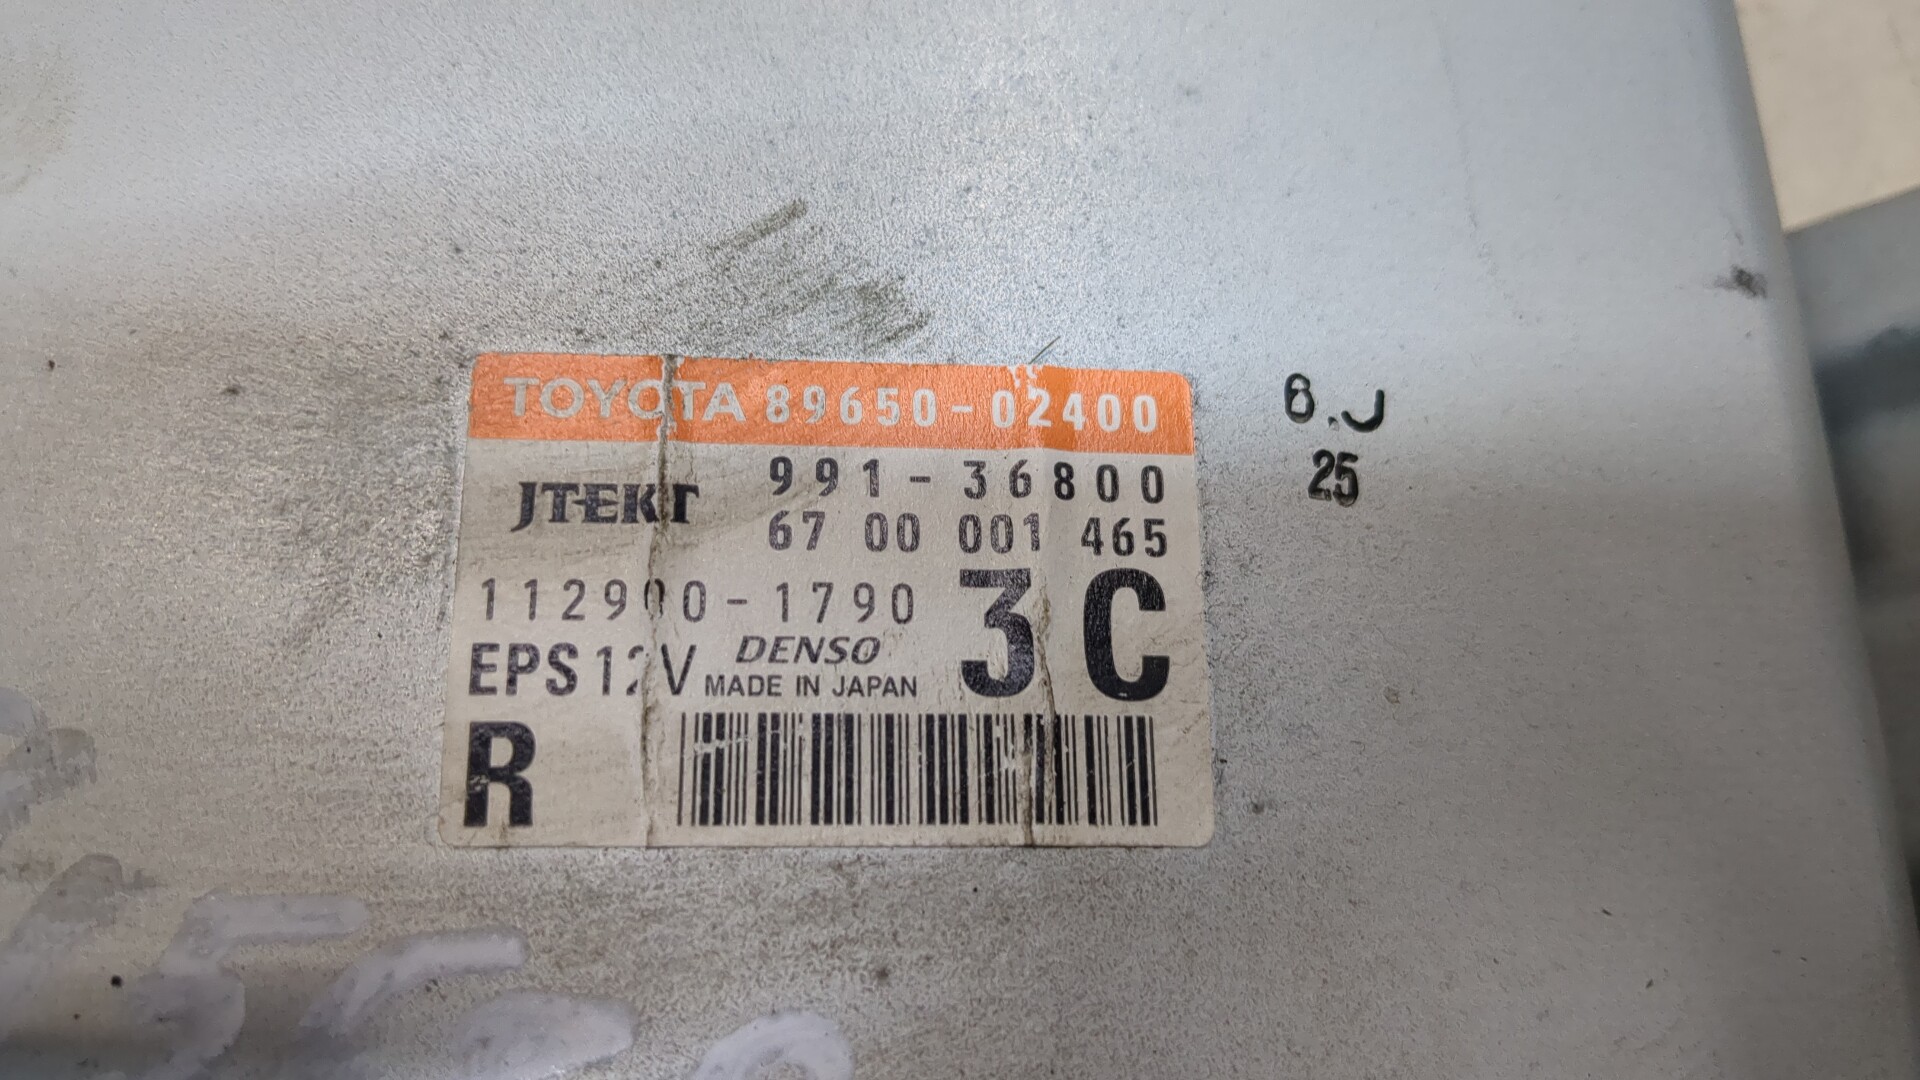 TOYOTA 89650-02400
6.J
25
JTEKT
991-36800
67 00 001 465
112900-1790
3C
EPS12V
DENSO
MADE IN JAPAN
R